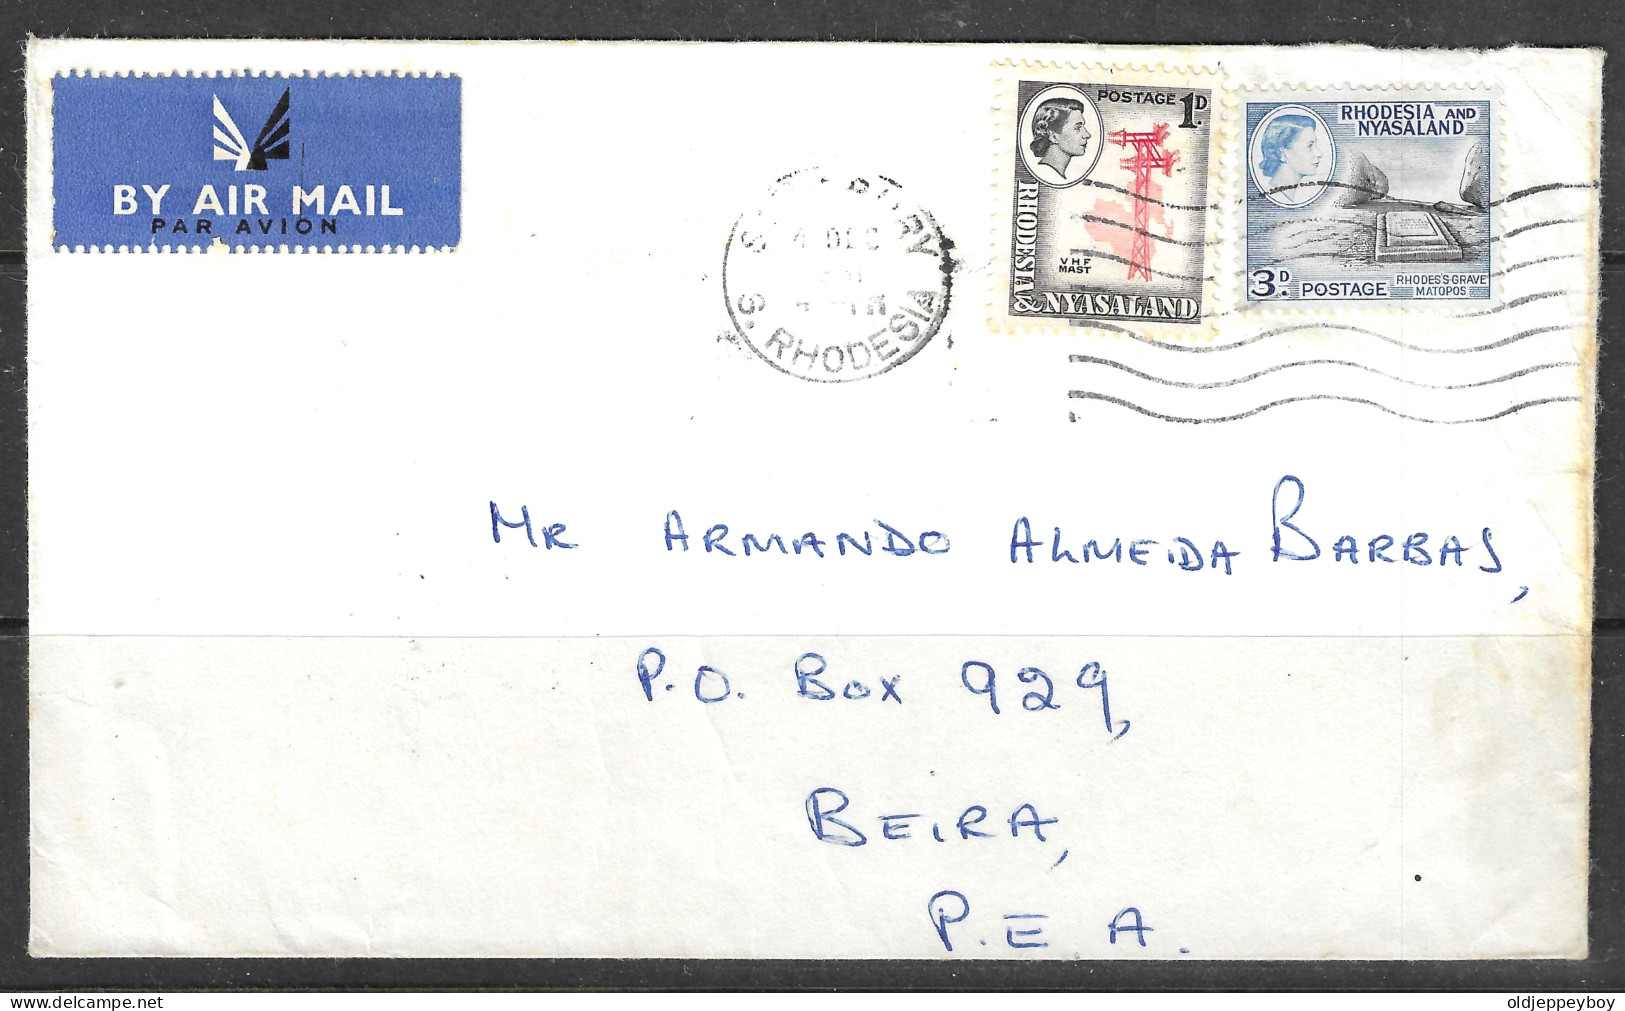 BY AIR MAIL
PAR AVION
4 DEC
S. RHODESIA
POSTAGE 1D.
VHF
MAST
RHODESIA &
NYASALAND
RHODESIA AND
NYASALAND
3D. POSTAGE
RHODES'S GRAVE
MATOPOS
MR ARMANDO ALMEIDA BARBAS,
P.O. BOX 929,
BEIRA,
P.E.A.
oldjeppeyboy